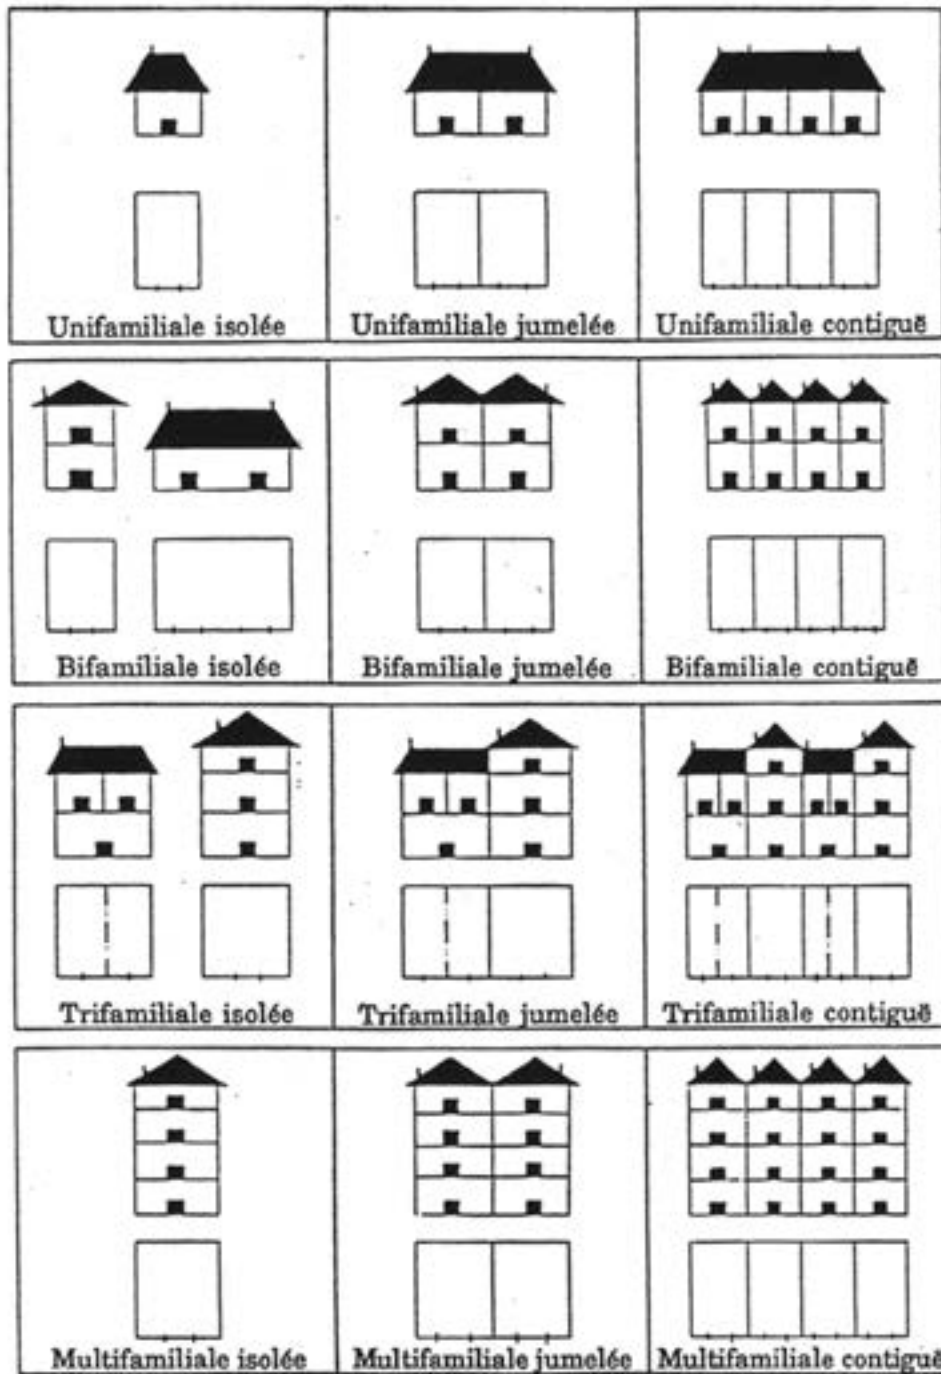 Unifamiliale isolée
Unifamiliale jumelée
Unifamiliale contiguë
Bifamiliale isolée
Bifamiliale jumelée
Bifamiliale contiguë
Trifamiliale isolée
Trifamiliale jumelée
Trifamiliale contiguë
Multifamiliale isolée
Multifamiliale jumelée
Multifamiliale contiguë